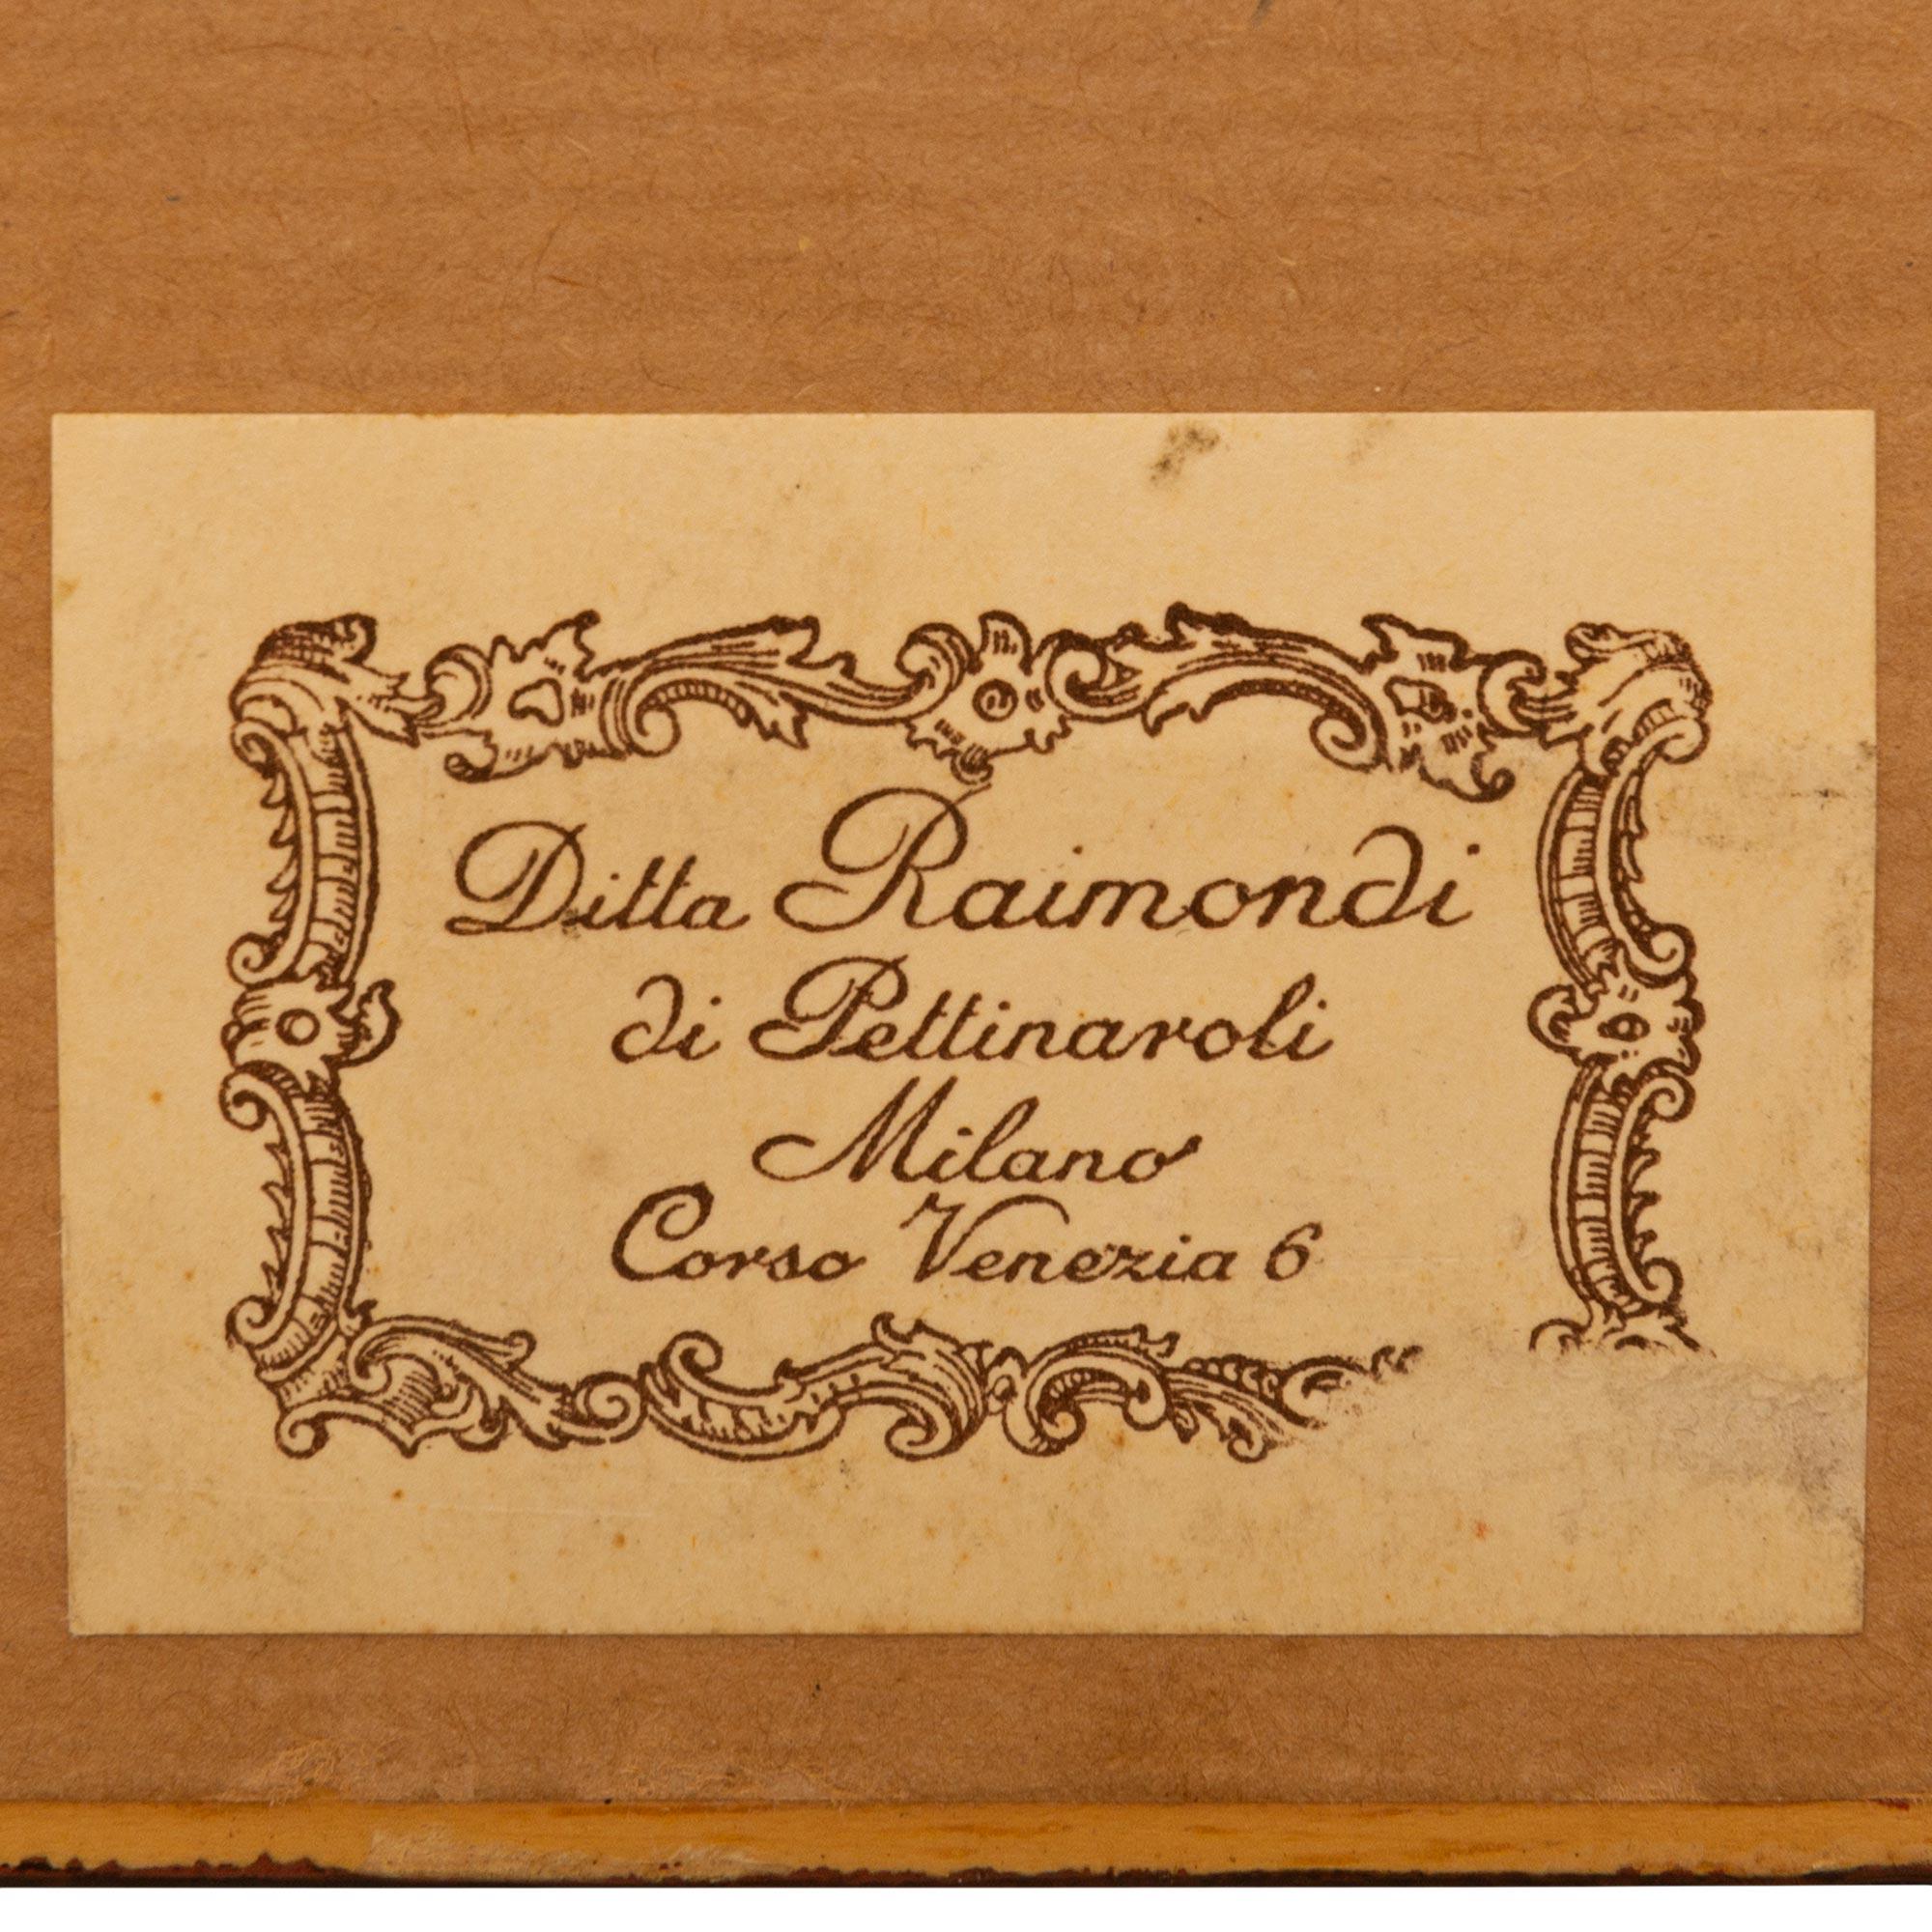 Ditta Raimondi
di Pettinaroli
Milano
Corso Venezia 6